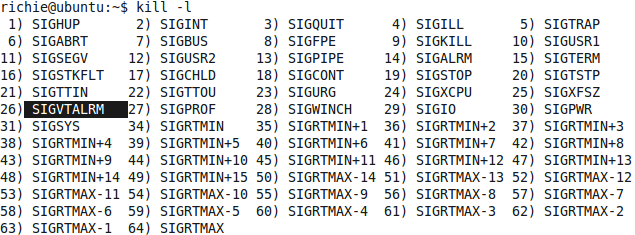 richie@ubuntu:~$ kill -l
1) SIGHUP 2) SIGINT 3) SIGQUIT 4) SIGILL 5) SIGTRAP
6) SIGABRT 7) SIGBUS 8) SIGFPE 9) SIGKILL 10) SIGUSR1
11) SIGSEGV 12) SIGUSR2 13) SIGPIPE 14) SIGALRM 15) SIGTERM
16) SIGSTKFLT 17) SIGCHLD 18) SIGCONT 19) SIGSTOP 20) SIGTSTP
21) SIGTTIN 22) SIGTTOU 23) SIGURG 24) SIGXCPU 25) SIGXFSZ
26) SIGVTALRM 27) SIGPROF 28) SIGWINCH 29) SIGIO 30) SIGPWR
31) SIGSYS 34) SIGRTMIN 35) SIGRTMIN+1 36) SIGRTMIN+2 37) SIGRTMIN+3
38) SIGRTMIN+4 39) SIGRTMIN+5 40) SIGRTMIN+6 41) SIGRTMIN+7 42) SIGRTMIN+8
43) SIGRTMIN+9 44) SIGRTMIN+10 45) SIGRTMIN+11 46) SIGRTMIN+12 47) SIGRTMIN+13
48) SIGRTMIN+14 49) SIGRTMIN+15 50) SIGRTMAX-14 51) SIGRTMAX-13 52) SIGRTMAX-12
53) SIGRTMAX-11 54) SIGRTMAX-10 55) SIGRTMAX-9 56) SIGRTMAX-8 57) SIGRTMAX-7
58) SIGRTMAX-6 59) SIGRTMAX-5 60) SIGRTMAX-4 61) SIGRTMAX-3 62) SIGRTMAX-2
63) SIGRTMAX-1 64) SIGRTMAX